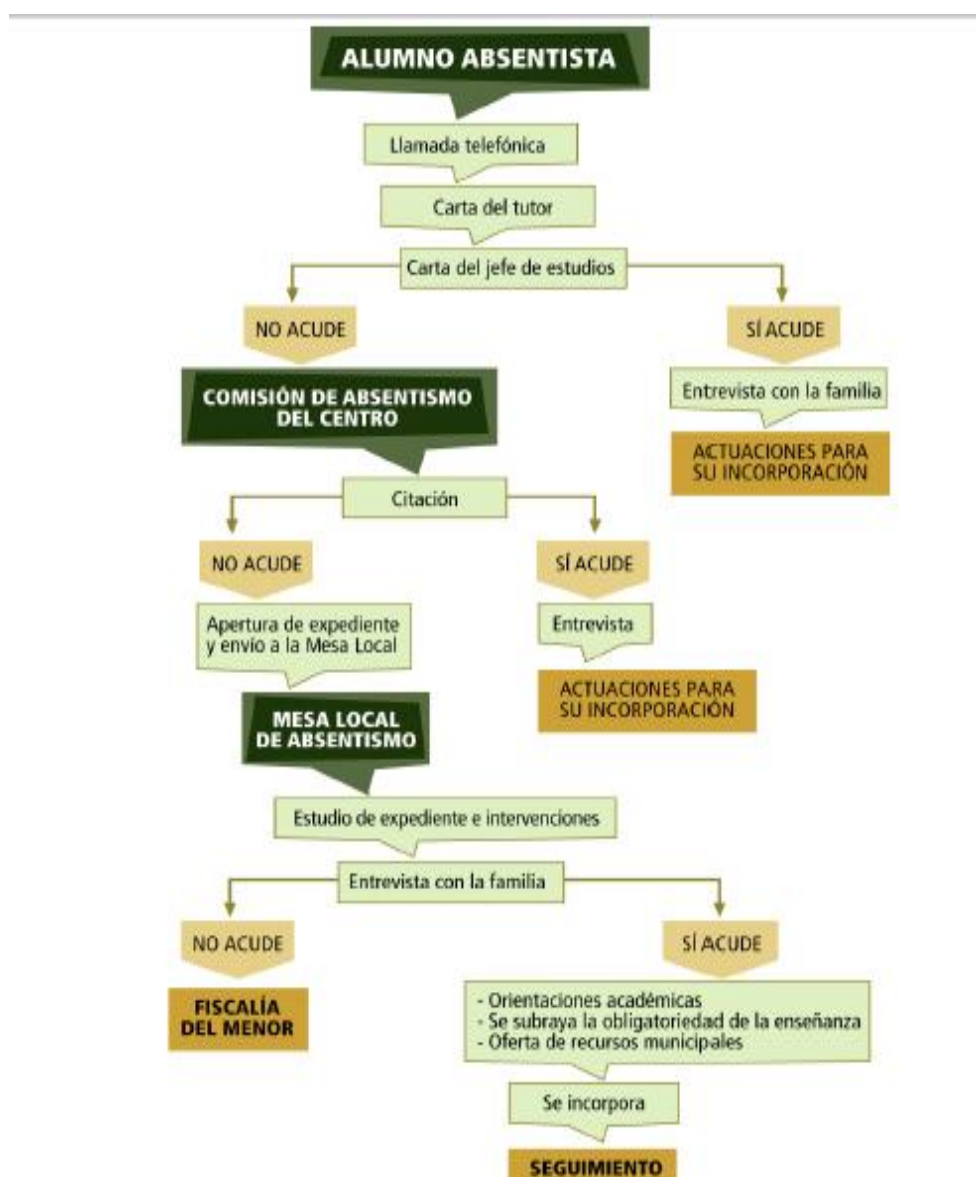 ALUMNO ABSENTISTA
Llamada telefónica
Carta del tutor
Carta del jefe de estudios
NO ACUDE
SÍ ACUDE
COMISIÓN DE ABSENTISMO
DEL CENTRO
Entrevista con la familia
ACTUACIONES PARA
SU INCORPORACIÓN
Citación
NO ACUDE
SÍ ACUDE
Apertura de expediente
y envío a la Mesa Local
Entrevista
ACTUACIONES PARA
SU INCORPORACIÓN
MESA LOCAL
DE ABSENTISMO
Estudio de expediente e intervenciones
Entrevista con la familia
NO ACUDE
SÍ ACUDE
FISCALÍA
DEL MENOR
- Orientaciones académicas
- Se subraya la obligatoriedad de la enseñanza
- Oferta de recursos municipales
Se incorpora
SEGUIMIENTO